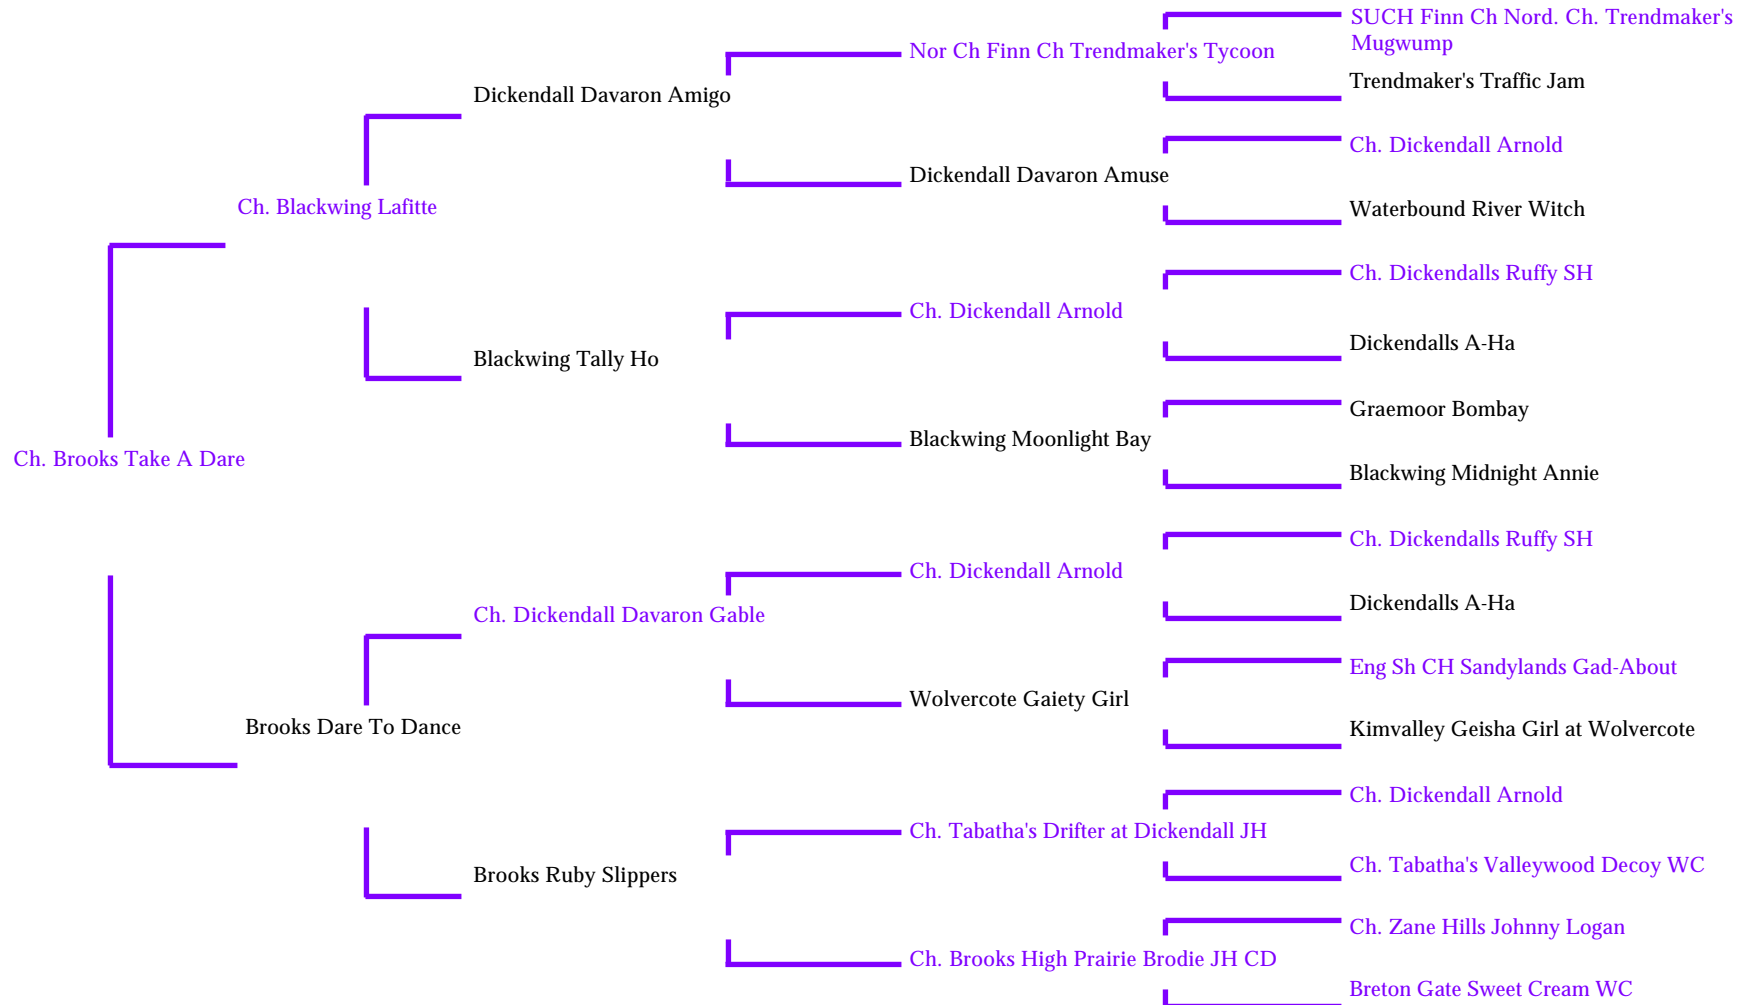 SUCH Finn Ch Nord. Ch. Trendmaker's
Mugwump
Nor Ch Finn Ch Trendmaker's Tycoon
Trendmaker's Traffic Jam
Dickendall Davaron Amigo
Ch. Dickendall Arnold
Dickendall Davaron Amuse
Waterbound River Witch
Ch. Blackwing Lafitte
Ch. Dickendalls Ruffy SH
Ch. Dickendall Arnold
Dickendalls A-Ha
Blackwing Tally Ho
Graemoor Bombay
Blackwing Moonlight Bay
Blackwing Midnight Annie
Ch. Brooks Take A Dare
Ch. Dickendalls Ruffy SH
Ch. Dickendall Arnold
Dickendalls A-Ha
Ch. Dickendall Davaron Gable
Eng Sh CH Sandylands Gad-About
Wolvercote Gaiety Girl
Kimvalley Geisha Girl at Wolvercote
Brooks Dare To Dance
Ch. Dickendall Arnold
Ch. Tabatha's Drifter at Dickendall JH
Ch. Tabatha's Valleywood Decoy WC
Brooks Ruby Slippers
Ch. Zane Hills Johnny Logan
Ch. Brooks High Prairie Brodie JH CD
Breton Gate Sweet Cream WC